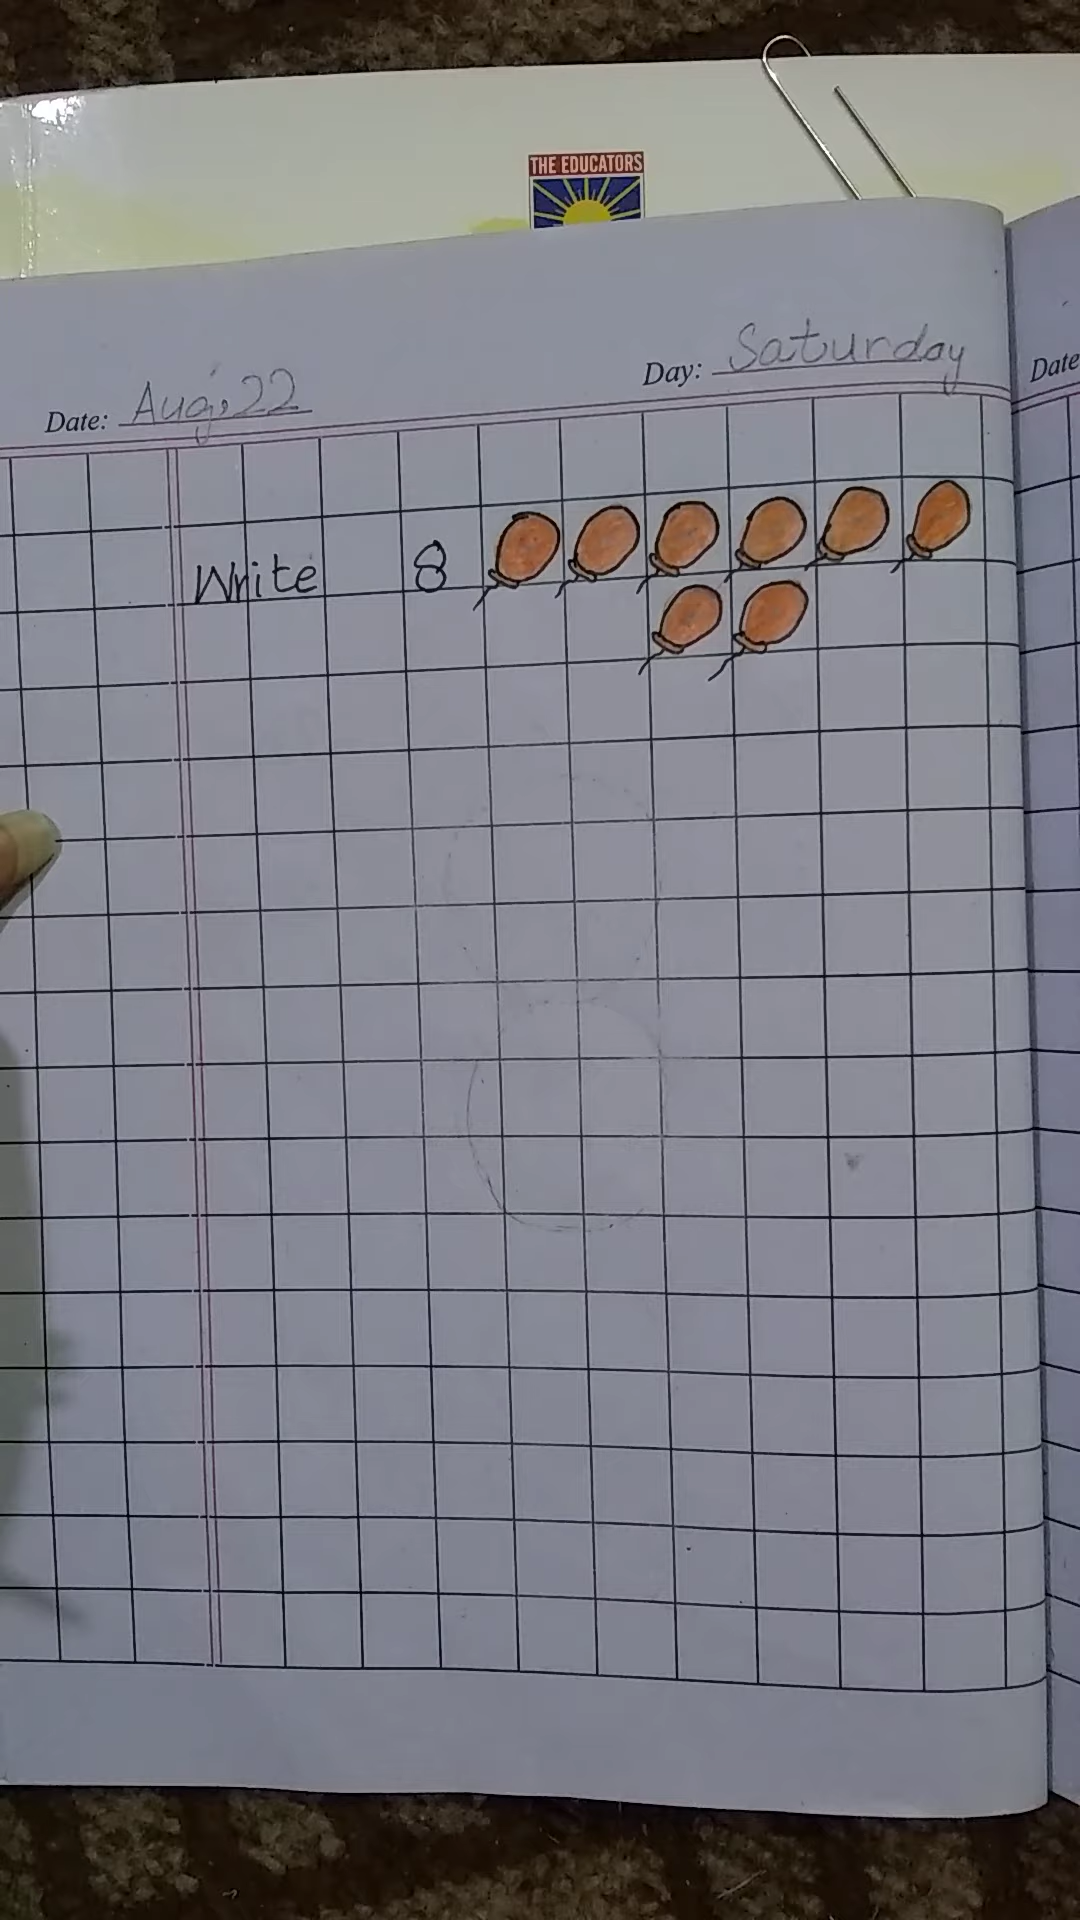 THE EDUCATORS
Day: Saturday
Date: Aug,22
Date
Write 8